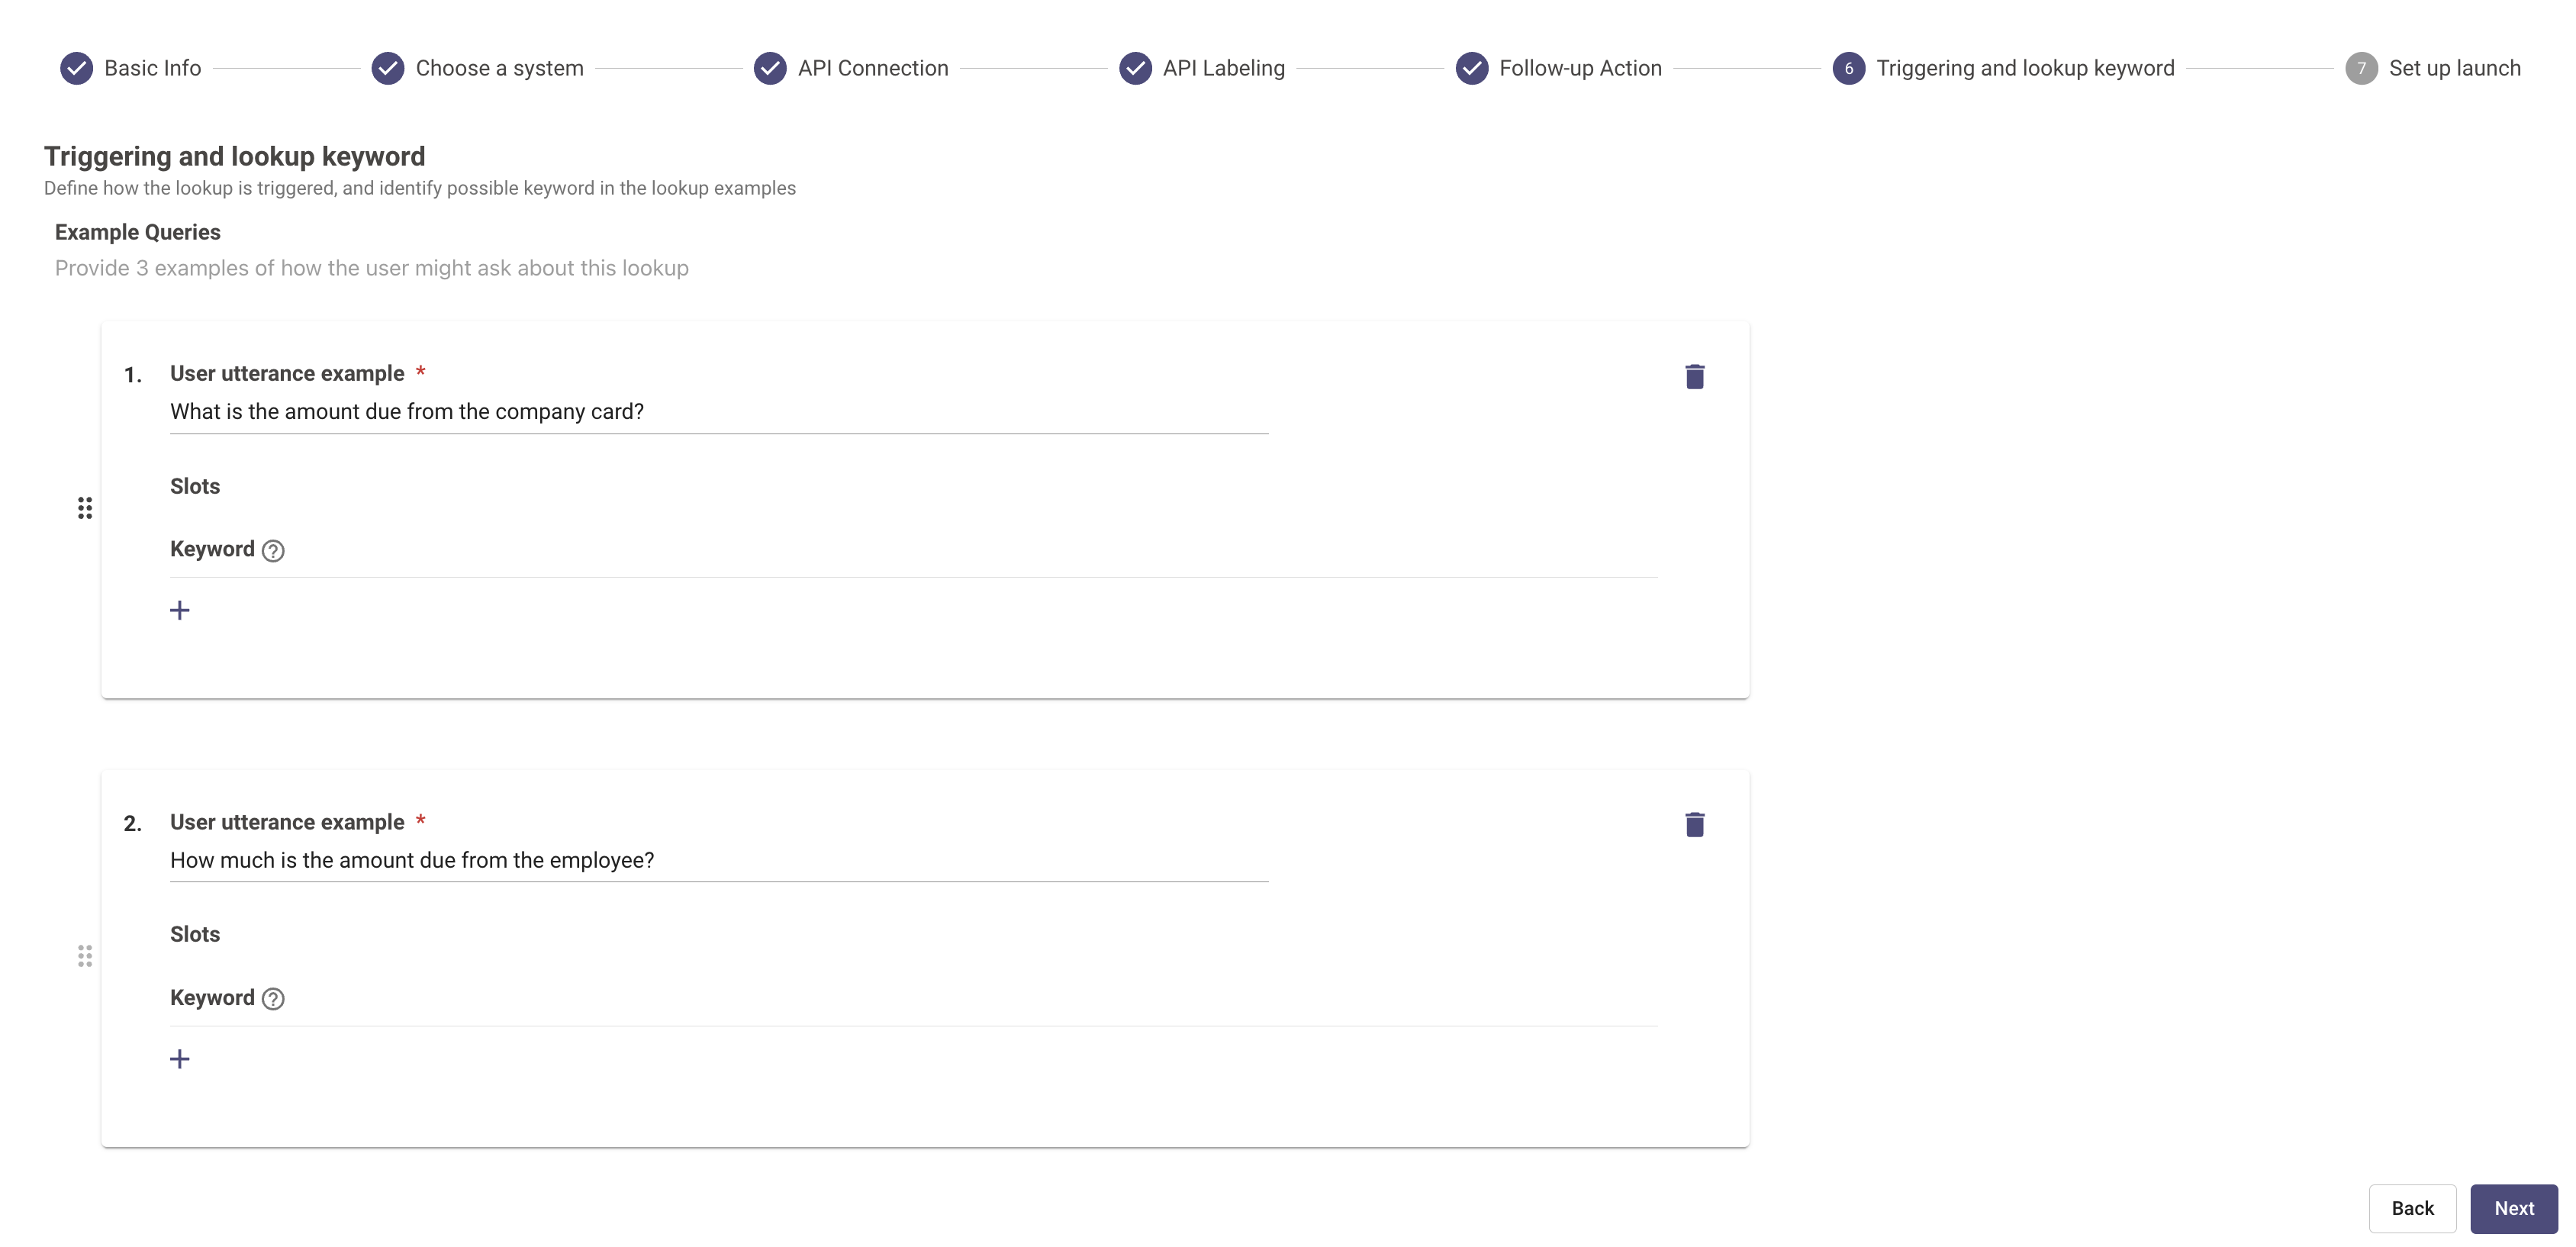 Basic Info
Choose a system
API Connection
API Labeling
Follow-up Action
6 Triggering and lookup keyword
7 Set up launch
Triggering and lookup keyword
Define how the lookup is triggered, and identify possible keyword in the lookup examples
Example Queries
Provide 3 examples of how the user might ask about this lookup
1. User utterance example *
What is the amount due from the company card?
Slots
Keyword ?
+
2. User utterance example *
How much is the amount due from the employee?
Slots
Keyword ?
+
Back
Next